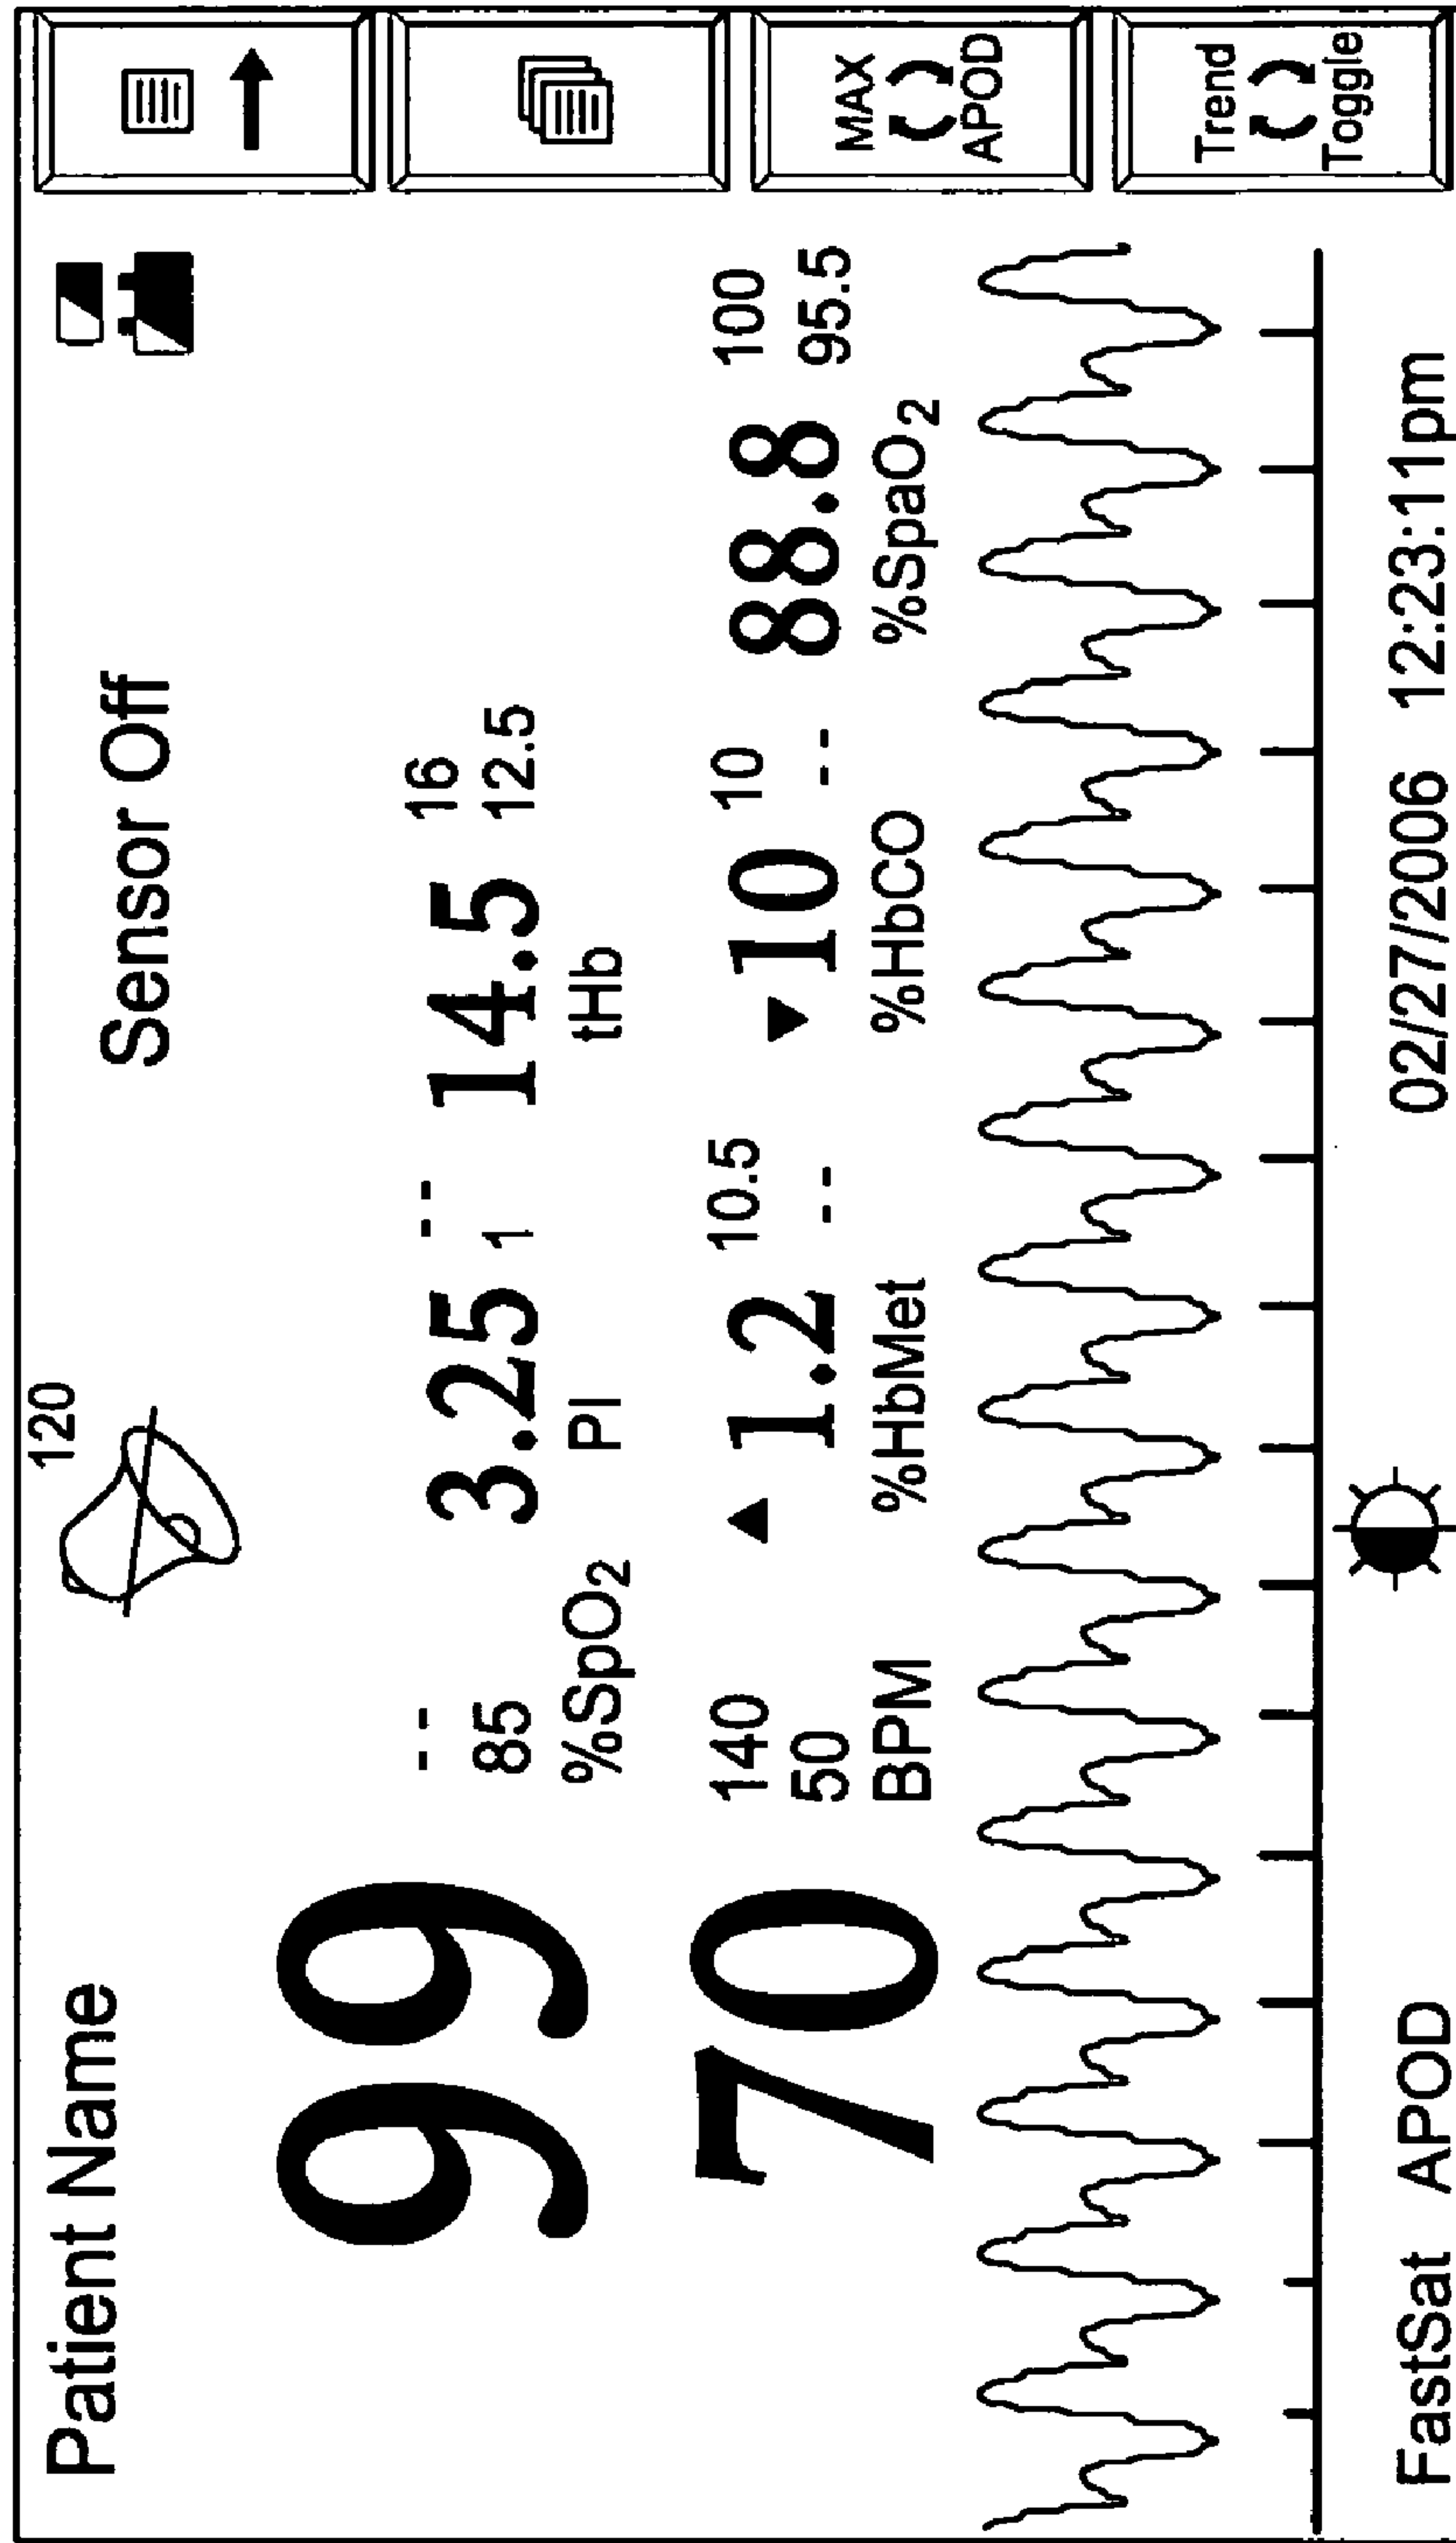 Patient Name
120
Sensor Off
99
--
85
%SpO₂
3.25
--
1
PI
14.5
16
12.5
tHb
70
140
50
BPM
▲ 1.2
10.5
--
%HbMet
▼ 10
10
--
%HbCO
88.8
100
95.5
%SpaO₂
MAX
APOD
Trend
Toggle
FastSat APOD
02/27/2006 12:23:11pm